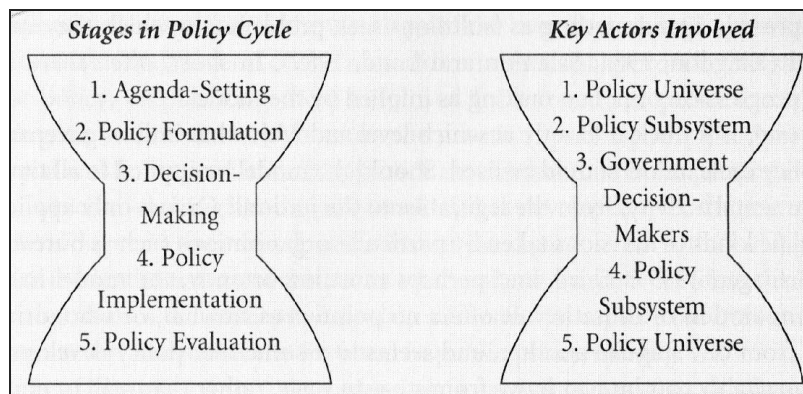 Stages in Policy Cycle
1. Agenda-Setting
2. Policy Formulation
3. Decision-
Making
4. Policy
Implementation
5. Policy Evaluation
Key Actors Involved
1. Policy Universe
2. Policy Subsystem
3. Government
Decision-
Makers
4. Policy
Subsystem
5. Policy Universe